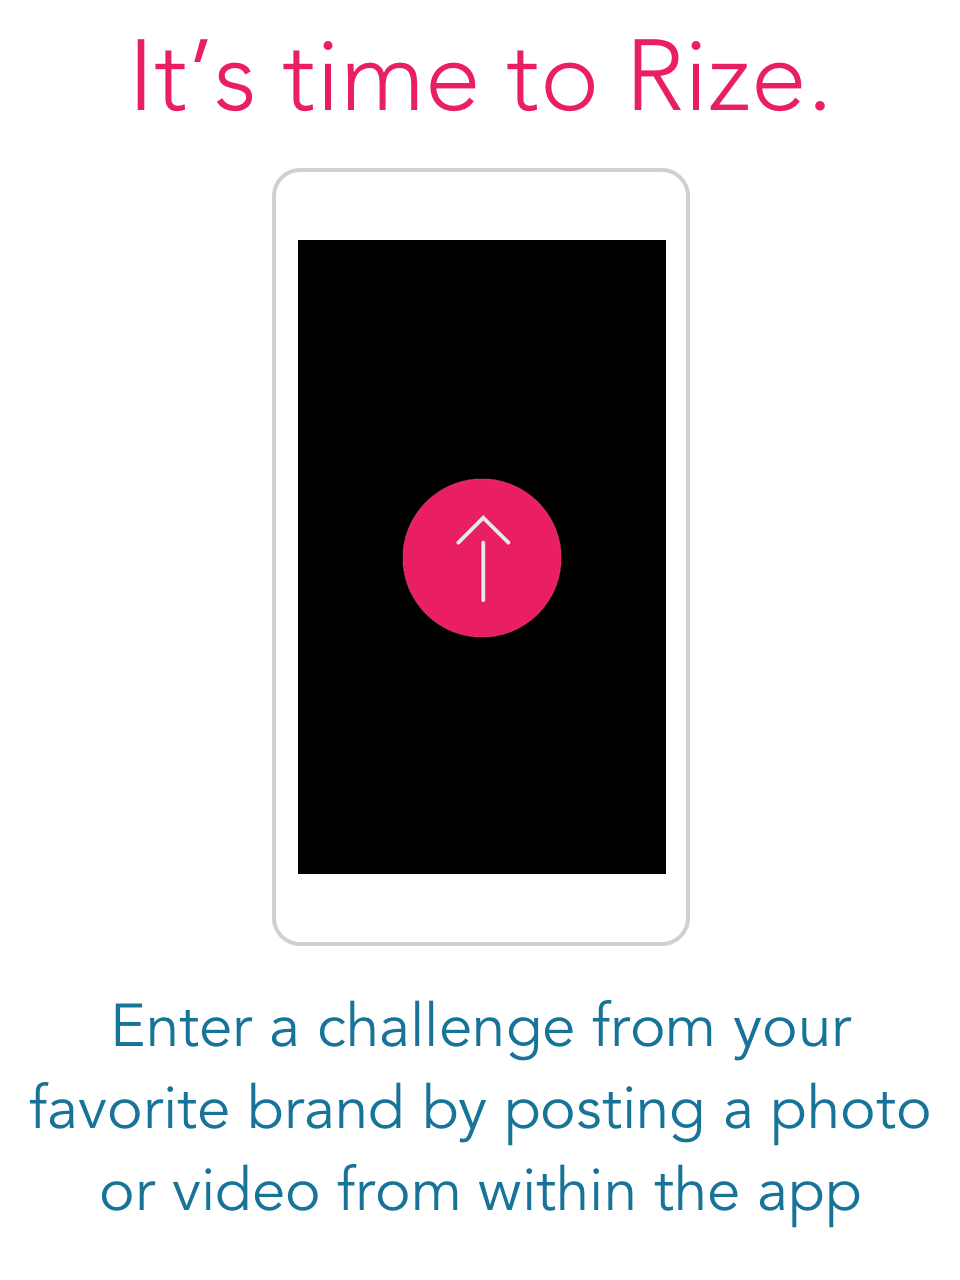 It’s time to Rize.
Enter a challenge from your
favorite brand by posting a photo
or video from within the app